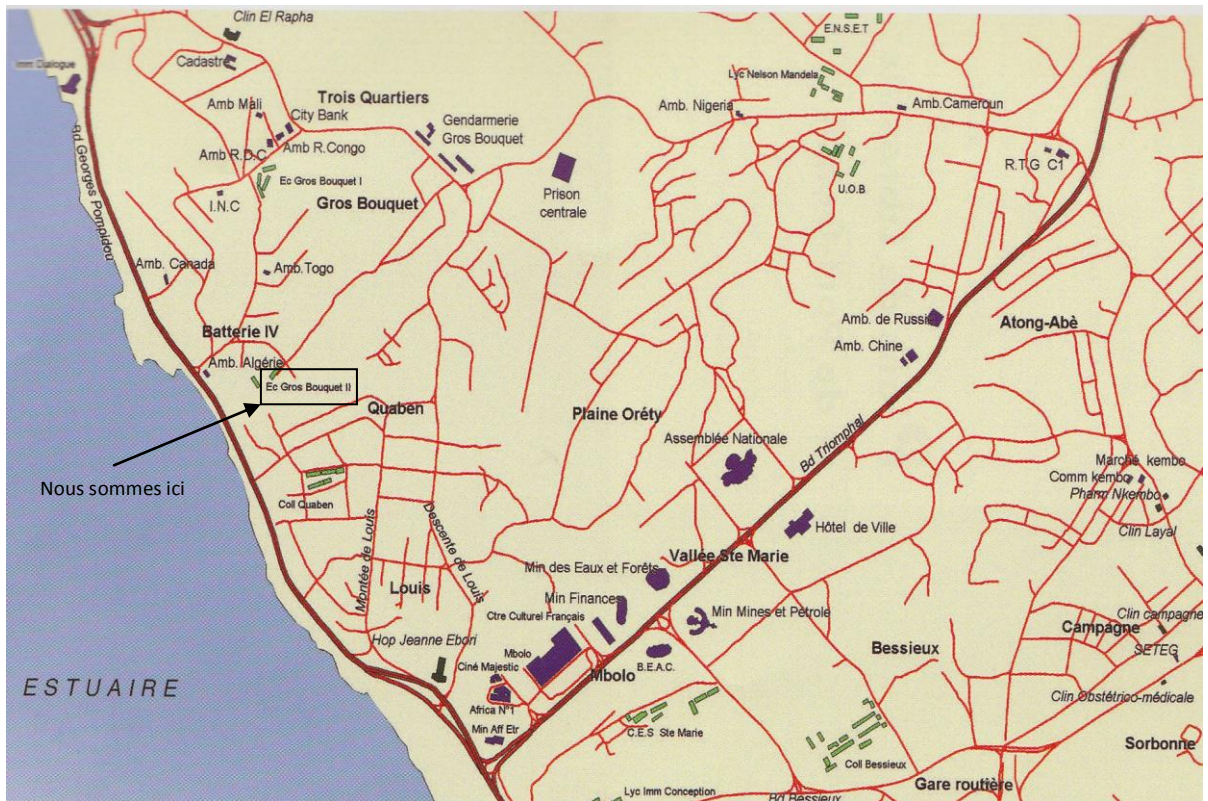 Clin El Rapha
E.N.S.E.T
Imm Dialogue
Cadastre
Lyc Nelson Mandela
Trois Quartiers
Amb Mali
City Bank
Gendarmerie
Gros Bouquet
Amb. Nigeria
Amb.Cameroun
Amb R.D.C
Amb R.Congo
R.T.G C1
Bd Georges Pompidou
Ec Gros Bouquet I
Prison
centrale
U.O.B
I.N.C
Gros Bouquet
Amb. Canada
Amb.Togo
Batterie IV
Amb. de Russie
Atong-Abè
Amb. Algérie
Amb. Chine
Ec Gros Bouquet II
Quaben
Plaine Oréty
Assemblée Nationale
Bd Triomphal
Nous sommes ici
Marché kembo
Comm kembo
Pharm Nkembo
Coll Quaben
Descente de Louis
Montée de Louis
Hôtel de Ville
Clin Layal
Vallée Ste Marie
Min des Eaux et Forêts
Louis
Min Finances
Ctre Culturel Français
Min Mines et Pétrole
Clin campagne
Campagne
Hop Jeanne Ebori
Bessieux
SETEG
Mbolo
Ciné Majestic
B.E.A.C.
Mbolo
ESTUAIRE
Clin Obstétrico-médicale
Africa N°1
Min Aff Etr
C.E.S Ste Marie
Sorbonne
Coll Bessieux
Gare routière
Lyc Imm Conception
Bd Bessieux